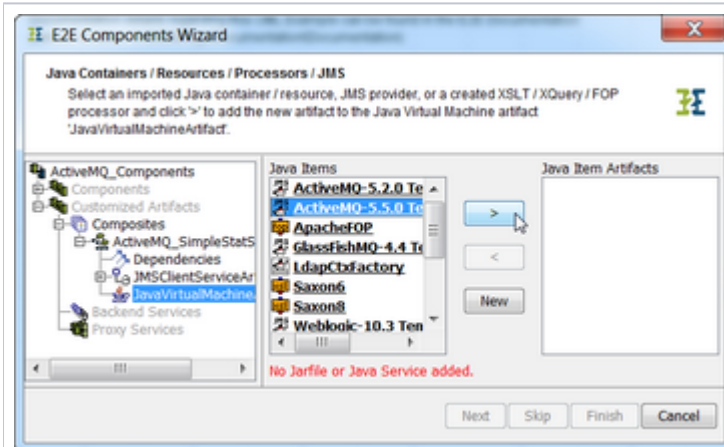 E2E Components Wizard
Java Containers / Resources / Processors / JMS
Select an imported Java container / resource, JMS provider, or a created XSLT / XQuery / FOP
processor and click '>' to add the new artifact to the Java Virtual Machine artifact
'JavaVirtualMachineArtifact'.
ActiveMQ_Components
Components
Customized Artifacts
Composites
ActiveMQ_SimpleStatS
Dependencies
JMSClientServiceAr
JavaVirtualMachine
Backend Services
Proxy Services
Java Items
ActiveMQ-5.2.0 Te
ActiveMQ-5.5.0 Te
ApacheFOP
GlassFishMQ-4.4 Te
LdapCtxFactory
Saxon6
Saxon8
Weblogic-10.3 Ten
>
<
New
Java Item Artifacts
No Jarfile or Java Service added.
Next Skip Finish Cancel